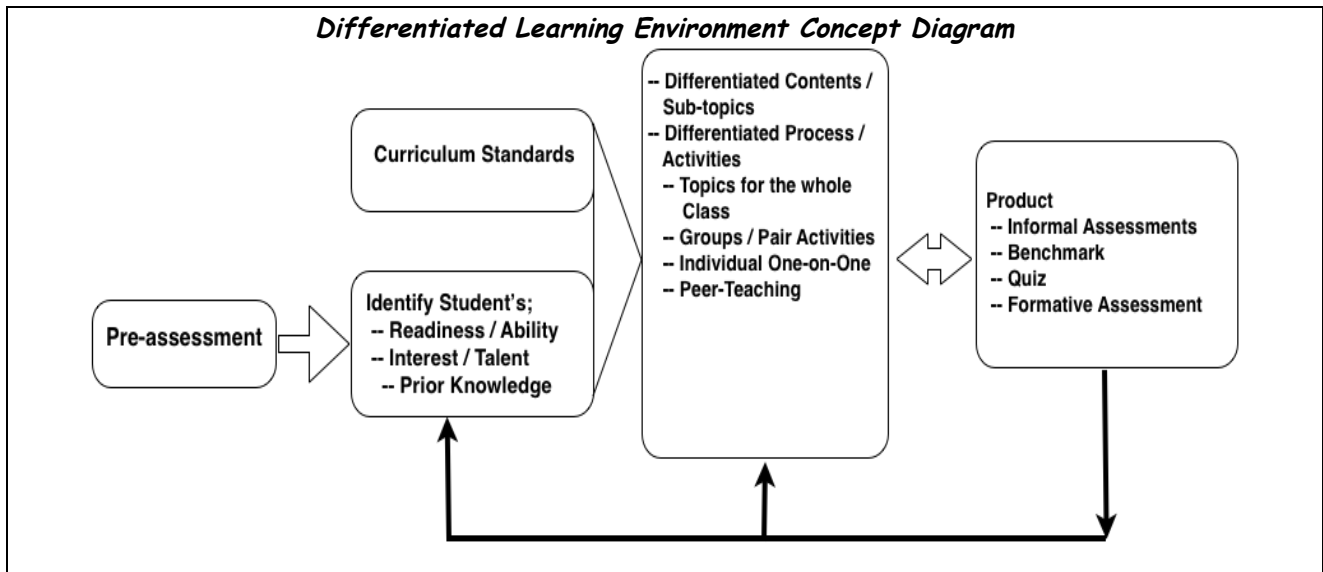 Differentiated Learning Environment Concept Diagram
Pre-assessment
Curriculum Standards
Identify Student's;
-- Readiness / Ability
-- Interest / Talent
-- Prior Knowledge
-- Differentiated Contents /
Sub-topics
-- Differentiated Process /
Activities
-- Topics for the whole
Class
-- Groups / Pair Activities
-- Individual One-on-One
-- Peer-Teaching
Product
-- Informal Assessments
-- Benchmark
-- Quiz
-- Formative Assessment